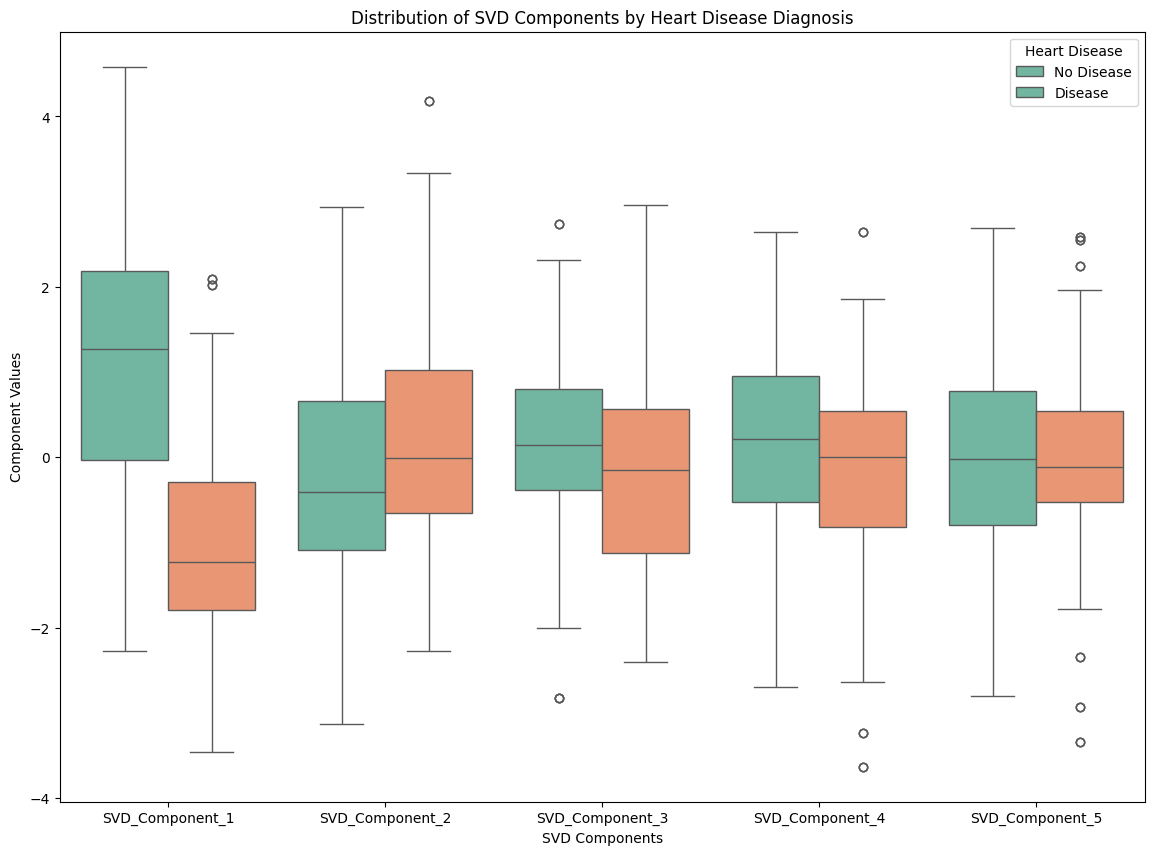 Distribution of SVD Components by Heart Disease Diagnosis
Heart Disease
No Disease
Disease
Component Values
4
2
0
−2
−4
SVD_Component_1
SVD_Component_2
SVD_Component_3
SVD_Component_4
SVD_Component_5
SVD Components